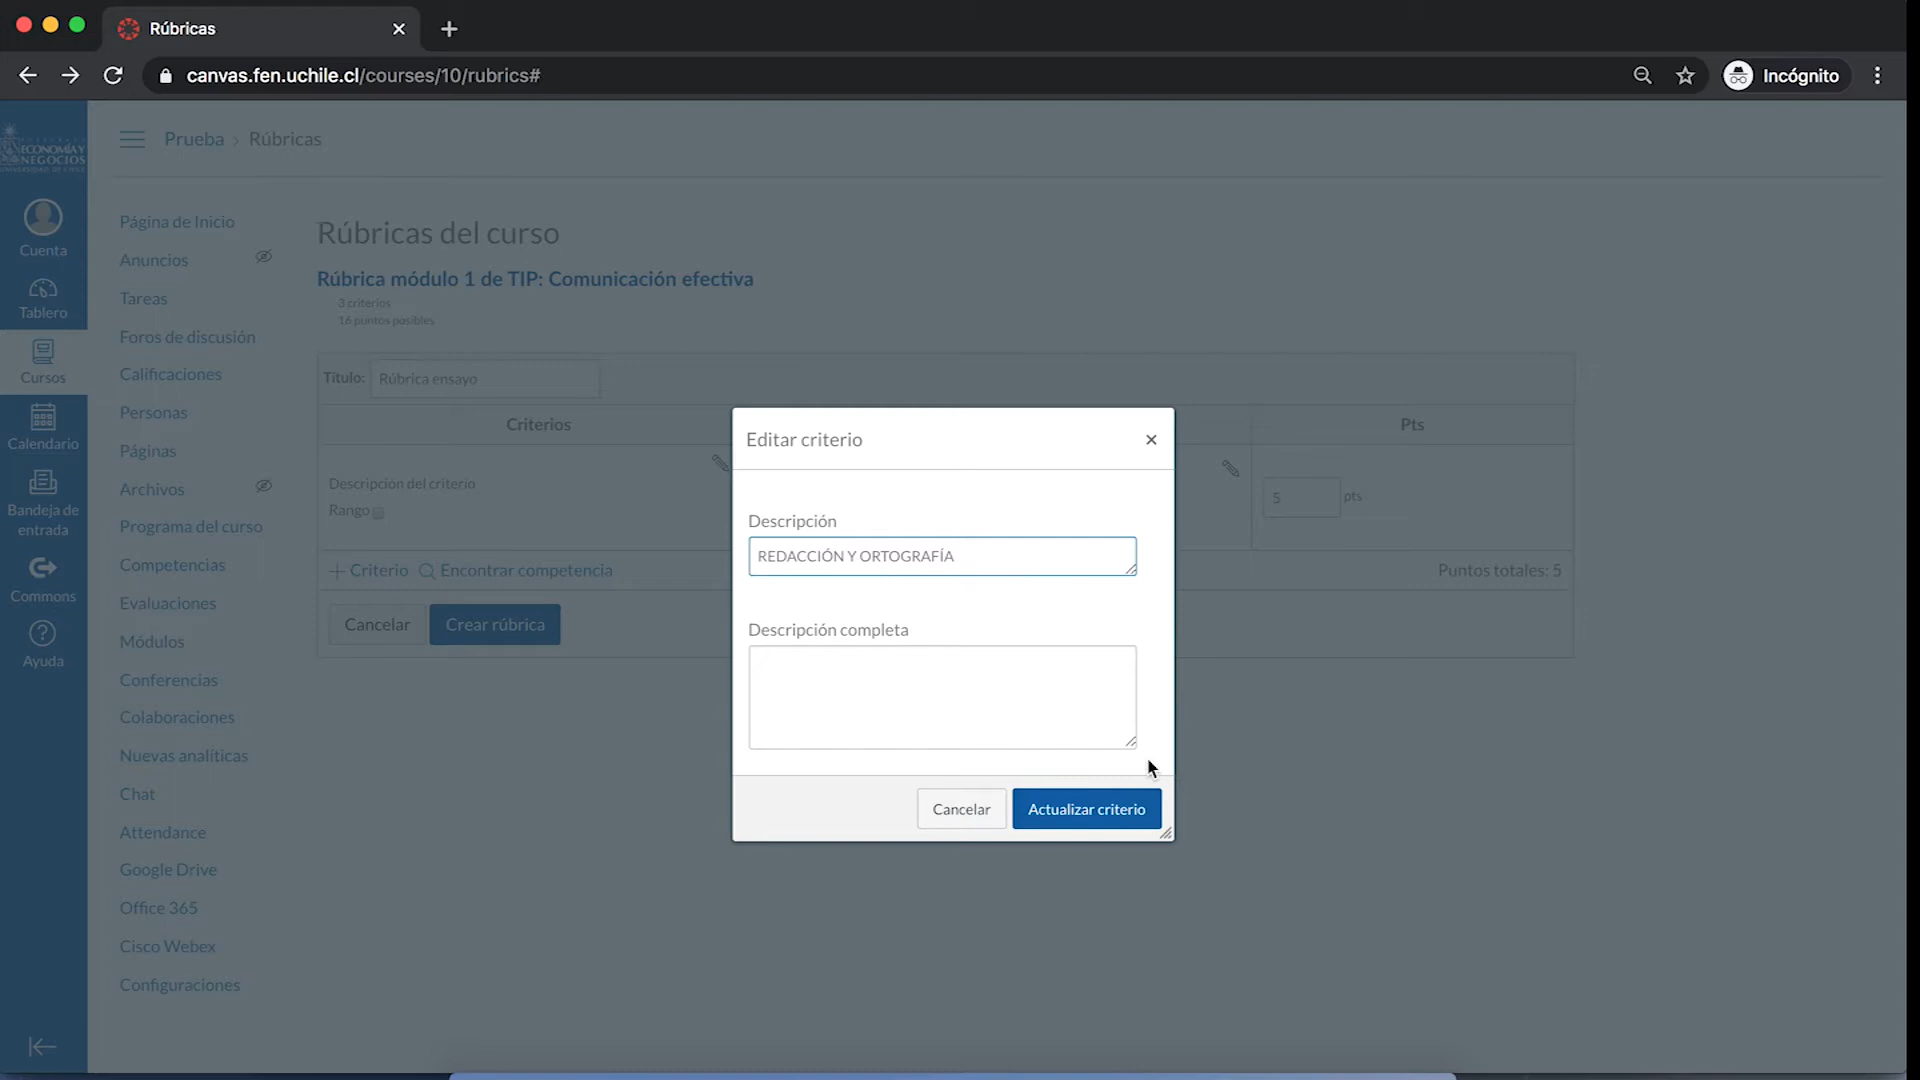 Rúbricas
canvas.fen.uchile.cl/courses/10/rubrics#
Incógnito
ECONOMÍA Y
NEGOCIOS
UNIVERSIDAD DE CHILE
Prueba > Rúbricas
Cuenta
Tablero
Cursos
Calendario
Bandeja de
entrada
Commons
Ayuda
Página de Inicio
Anuncios
Tareas
Foros de discusión
Calificaciones
Personas
Páginas
Archivos
Programa del curso
Competencias
Evaluaciones
Módulos
Conferencias
Colaboraciones
Nuevas analíticas
Chat
Attendance
Google Drive
Office 365
Cisco Webex
Configuraciones
Rúbricas del curso
Rúbrica módulo 1 de TIP: Comunicación efectiva
3 criterios
16 puntos posibles
Título: Rúbrica ensayo
Criterios
Pts
Descripción del criterio
Rango
5 pts
Criterio Encontrar competencia
Puntos totales: 5
Cancelar Crear rúbrica
Editar criterio
Descripción
REDACCIÓN Y ORTOGRAFÍA
Descripción completa
Cancelar Actualizar criterio